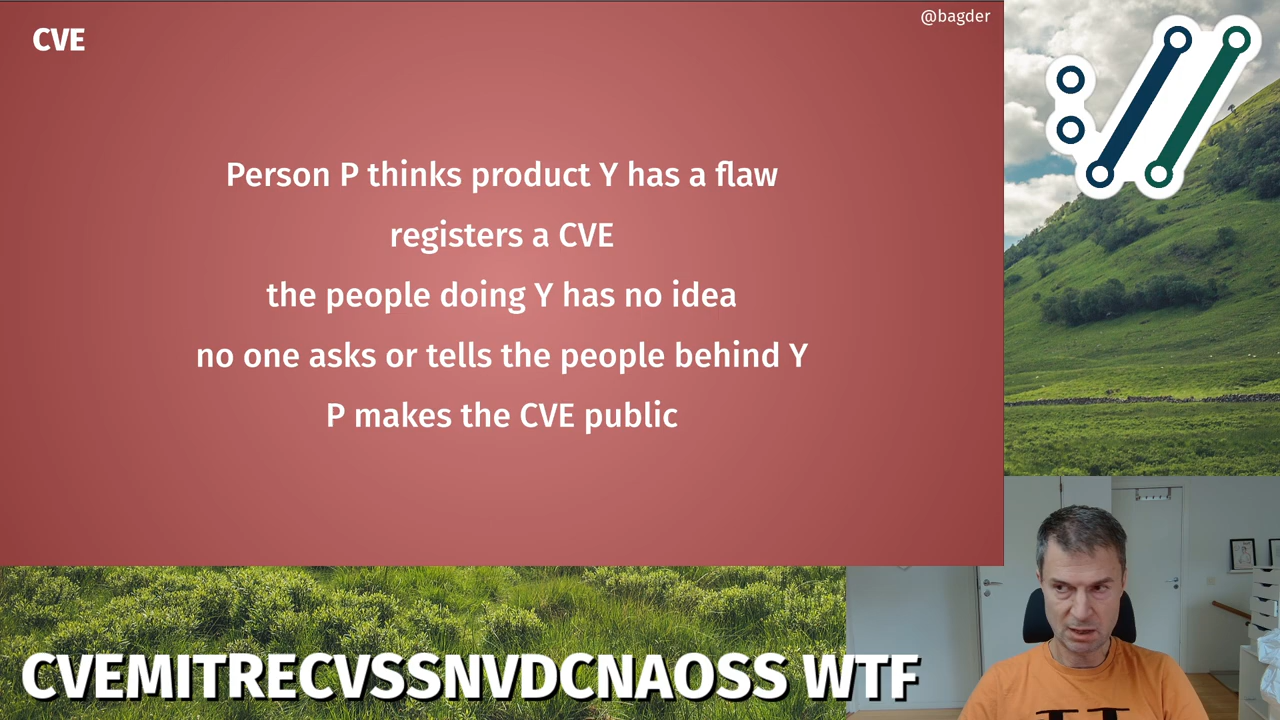 @bagder
CVE
Person P thinks product Y has a flaw
registers a CVE
the people doing Y has no idea
no one asks or tells the people behind Y
P makes the CVE public
CVEMITRECVSSNVDCNAOSS WTF